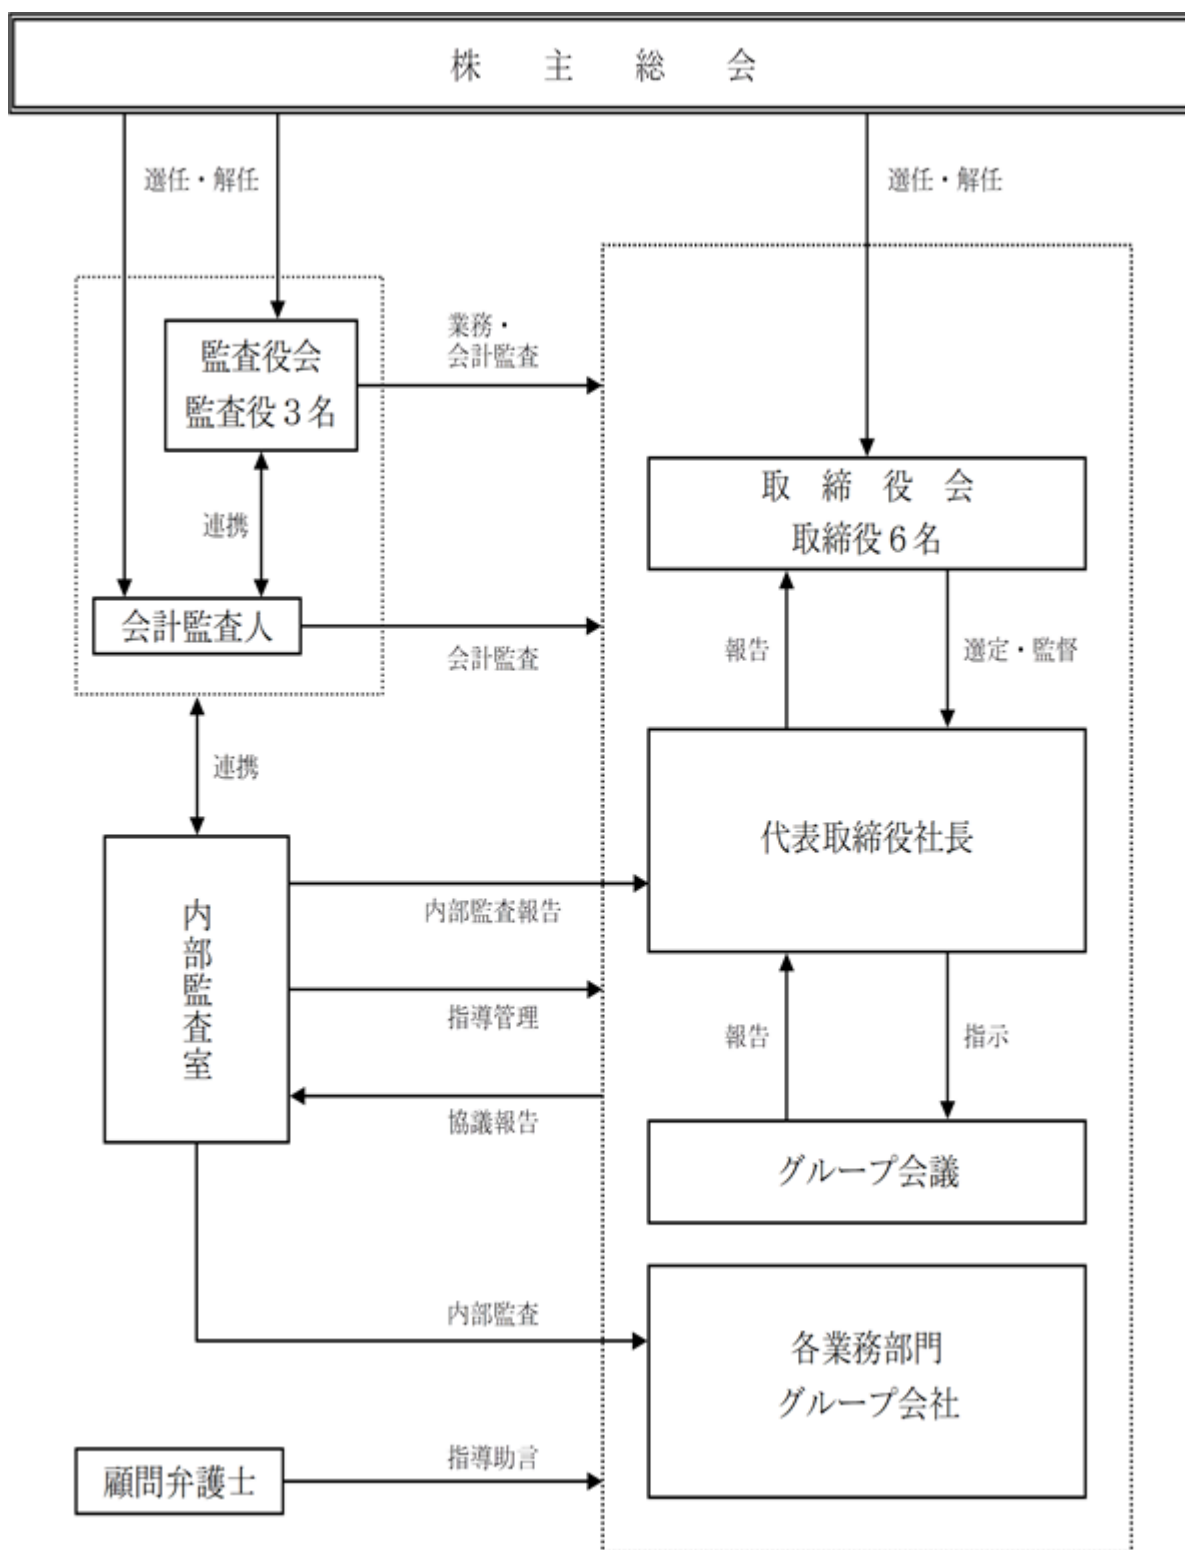 株主総会
選任・解任
選任・解任
監査役会
監査役3名
業務・
会計監査
連携
取締役会
取締役6名
会計監査人
会計監査
報告
選定・監督
連携
代表取締役社長
内部監査室
内部監査報告
指導管理
報告
指示
協議報告
グループ会議
内部監査
各業務部門
グループ会社
顧問弁護士
指導助言